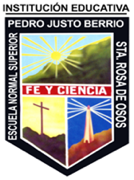 INSTITUCIÓN EDUCATIVA
PEDRO JUSTO BERRIO
ESCUELA NORMAL SUPERIOR
STA. ROSA DE OSOS
FE Y CIENCIA